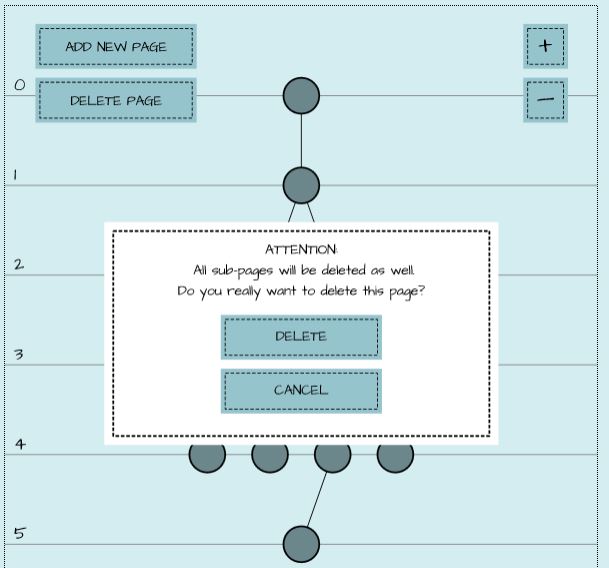 ADD NEW PAGE
+
0
DELETE PAGE
-
1
ATTENTION:
2
All sub-pages will be deleted as well.
Do you really want to delete this page?
DELETE
3
CANCEL
4
5